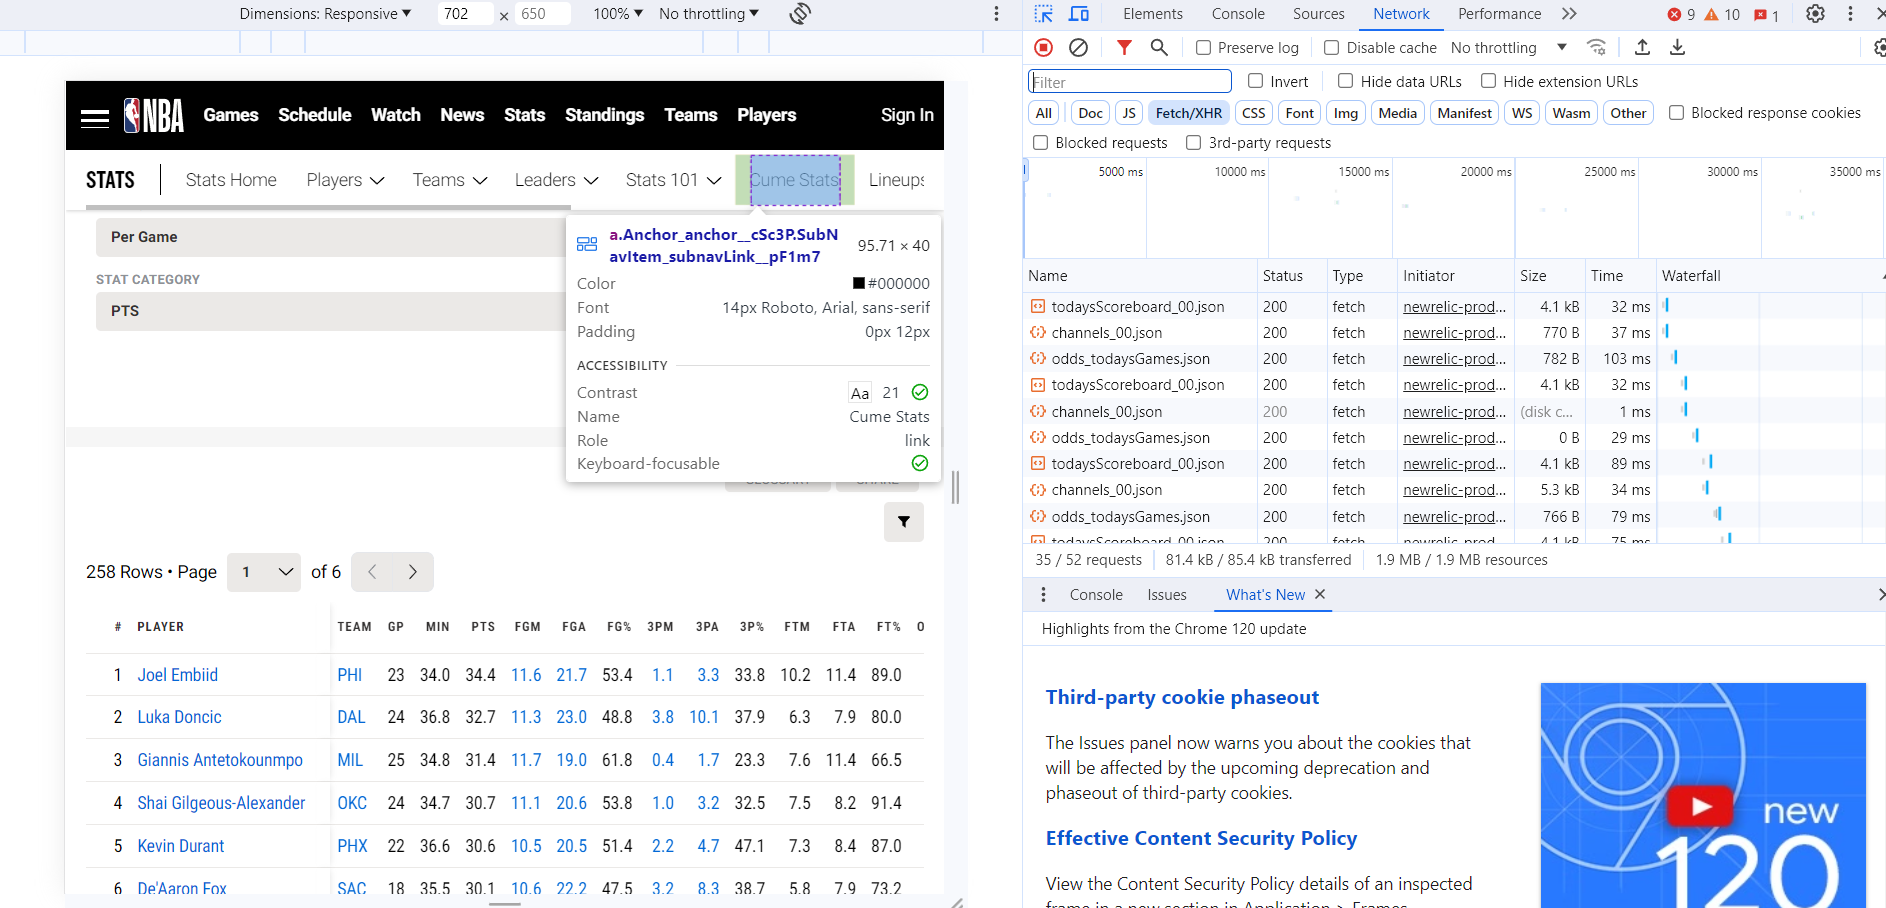 Dimensions: Responsive ▼ 702 × 650 100% ▼ No throttling ▼
NBA Games Schedule Watch News Stats Standings Teams Players Sign In
STATS Stats Home Players Teams Leaders Stats 101 Cume Stats Lineups
Per Game
STAT CATEGORY
PTS
a.Anchor_anchor__cSc3P.SubN
avItem_subnavLink__pF1m7
95.71 × 40
Color #000000
Font 14px Roboto, Arial, sans-serif
Padding 0px 12px
ACCESSIBILITY
Contrast Aa 21
Name Cume Stats
Role link
Keyboard-focusable
GLOSSARY SHARE
258 Rows • Page 1 of 6
# PLAYER TEAM GP MIN PTS FGM FGA FG% 3PM 3PA 3P% FTM FTA FT% O
1 Joel Embiid PHI 23 34.0 34.4 11.6 21.7 53.4 1.1 3.3 33.8 10.2 11.4 89.0
2 Luka Doncic DAL 24 36.8 32.7 11.3 23.0 48.8 3.8 10.1 37.9 6.3 7.9 80.0
3 Giannis Antetokounmpo MIL 25 34.8 31.4 11.7 19.0 61.8 0.4 1.7 23.3 7.6 11.4 66.5
4 Shai Gilgeous-Alexander OKC 24 34.7 30.7 11.1 20.6 53.8 1.0 3.2 32.5 7.5 8.2 91.4
5 Kevin Durant PHX 22 36.6 30.6 10.5 20.5 51.4 2.2 4.7 47.1 7.3 8.4 87.0
6 De'Aaron Fox SAC 18 35.5 30.1 10.6 22.2 47.5 3.2 8.3 38.7 5.8 7.9 73.2
Elements Console Sources Network Performance 9 10 1
Preserve log Disable cache No throttling
Filter Invert Hide data URLs Hide extension URLs
All Doc JS Fetch/XHR CSS Font Img Media Manifest WS Wasm Other Blocked response cookies
Blocked requests 3rd-party requests
5000 ms 10000 ms 15000 ms 20000 ms 25000 ms 30000 ms 35000 ms
Name Status Type Initiator Size Time Waterfall
todaysScoreboard_00.json 200 fetch newrelic-prod... 4.1 kB 32 ms
channels_00.json 200 fetch newrelic-prod... 770 B 37 ms
odds_todaysGames.json 200 fetch newrelic-prod... 782 B 103 ms
todaysScoreboard_00.json 200 fetch newrelic-prod... 4.1 kB 32 ms
channels_00.json 200 fetch newrelic-prod... (disk c... 1 ms
odds_todaysGames.json 200 fetch newrelic-prod... 0 B 29 ms
todaysScoreboard_00.json 200 fetch newrelic-prod... 4.1 kB 89 ms
channels_00.json 200 fetch newrelic-prod... 5.3 kB 34 ms
odds_todaysGames.json 200 fetch newrelic-prod... 766 B 79 ms
todaysScoreboard_00.json 200 fetch newrelic-prod... 4.1 kB 75 ms
35 / 52 requests 81.4 kB / 85.4 kB transferred 1.9 MB / 1.9 MB resources
Console Issues What's New
Highlights from the Chrome 120 update
Third-party cookie phaseout
The Issues panel now warns you about the cookies that
will be affected by the upcoming deprecation and
phaseout of third-party cookies.
Effective Content Security Policy
View the Content Security Policy details of an inspected
frame in a new section in Application > Frames
new
120